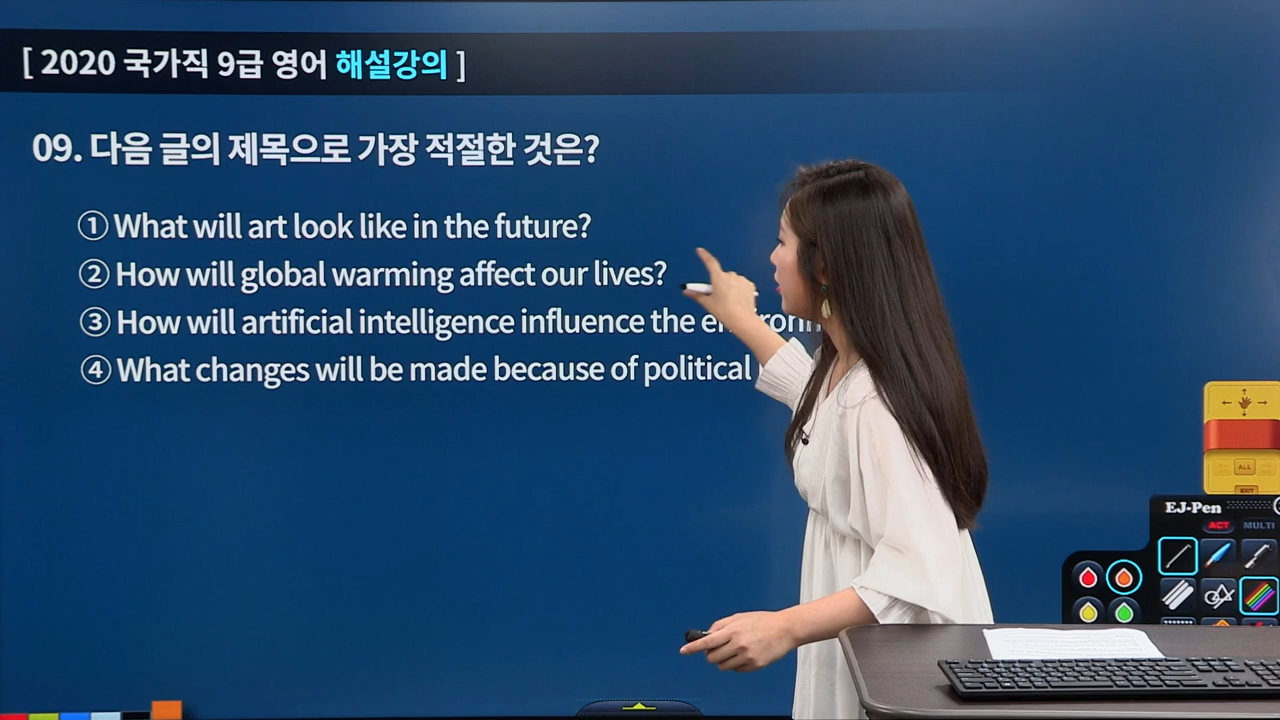 [ 2020 국가직 9급 영어 해설강의 ]
09. 다음 글의 제목으로 가장 적절한 것은?
① What will art look like in the future?
② How will global warming affect our lives?
③ How will artificial intelligence influence the
④ What changes will be made because of political
ALL
EXIT
EJ-Pen
ACT MULTI